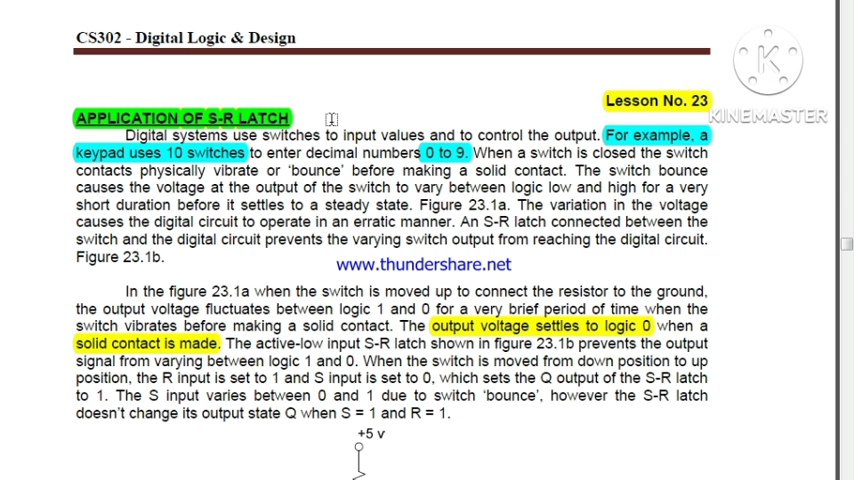 CS302 - Digital Logic & Design
K
KINEMASTER
Lesson No. 23
APPLICATION OF S-R LATCH
Digital systems use switches to input values and to control the output. For example, a
keypad uses 10 switches to enter decimal numbers 0 to 9. When a switch is closed the switch
contacts physically vibrate or ‘bounce’ before making a solid contact. The switch bounce
causes the voltage at the output of the switch to vary between logic low and high for a very
short duration before it settles to a steady state. Figure 23.1a. The variation in the voltage
causes the digital circuit to operate in an erratic manner. An S-R latch connected between the
switch and the digital circuit prevents the varying switch output from reaching the digital circuit.
Figure 23.1b.
www.thundershare.net
In the figure 23.1a when the switch is moved up to connect the resistor to the ground,
the output voltage fluctuates between logic 1 and 0 for a very brief period of time when the
switch vibrates before making a solid contact. The output voltage settles to logic 0 when a
solid contact is made. The active-low input S-R latch shown in figure 23.1b prevents the output
signal from varying between logic 1 and 0. When the switch is moved from down position to up
position, the R input is set to 1 and S input is set to 0, which sets the Q output of the S-R latch
to 1. The S input varies between 0 and 1 due to switch ‘bounce’, however the S-R latch
doesn’t change its output state Q when S = 1 and R = 1.
+5 v